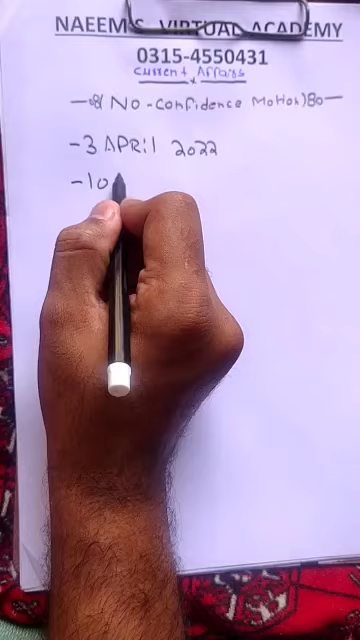 NAEEM'S VIRTUAL ACADEMY
0315-4550431
Current Affairs
No-Confidence Motion
- 3 APRil 2022
- 10